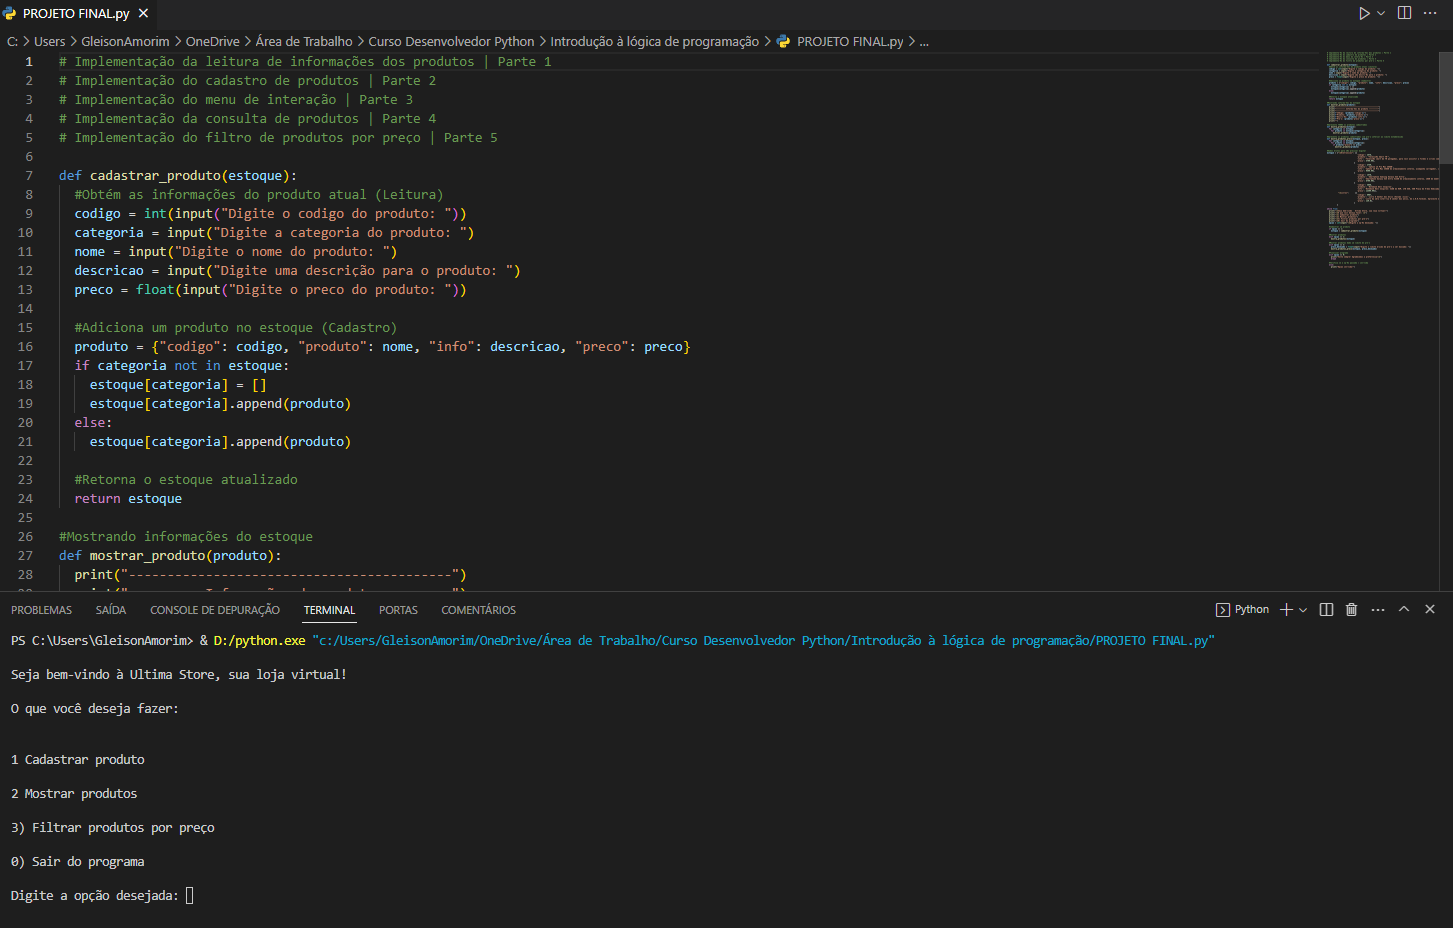 PROJETO FINAL.py
C: > Users > GleisonAmorim > OneDrive > Área de Trabalho > Curso Desenvolvedor Python > Introdução à lógica de programação > PROJETO FINAL.py > ...
1 # Implementação da leitura de informações dos produtos | Parte 1
2 # Implementação do cadastro de produtos | Parte 2
3 # Implementação do menu de interação | Parte 3
4 # Implementação da consulta de produtos | Parte 4
5 # Implementação do filtro de produtos por preço | Parte 5
6
7 def cadastrar_produto(estoque):
8   #Obtém as informações do produto atual (Leitura)
9   codigo = int(input("Digite o codigo do produto: "))
10   categoria = input("Digite a categoria do produto: ")
11   nome = input("Digite o nome do produto: ")
12   descricao = input("Digite uma descrição para o produto: ")
13   preco = float(input("Digite o preco do produto: "))
14
15   #Adiciona um produto no estoque (Cadastro)
16   produto = {"codigo": codigo, "produto": nome, "info": descricao, "preco": preco}
17   if categoria not in estoque:
18     estoque[categoria] = []
19     estoque[categoria].append(produto)
20   else:
21     estoque[categoria].append(produto)
22
23   #Retorna o estoque atualizado
24   return estoque
25
26 #Mostrando informações do estoque
27 def mostrar_produto(produto):
28   print("------------------------------------------")
PROBLEMAS SAÍDA CONSOLE DE DEPURAÇÃO TERMINAL PORTAS COMENTÁRIOS Python
PS C:\Users\GleisonAmorim> & D:/python.exe "c:/Users/GleisonAmorim/OneDrive/Área de Trabalho/Curso Desenvolvedor Python/Introdução à lógica de programação/PROJETO FINAL.py"
Seja bem-vindo à Ultima Store, sua loja virtual!
O que você deseja fazer:
1 Cadastrar produto
2 Mostrar produtos
3) Filtrar produtos por preço
0) Sair do programa
Digite a opção desejada: